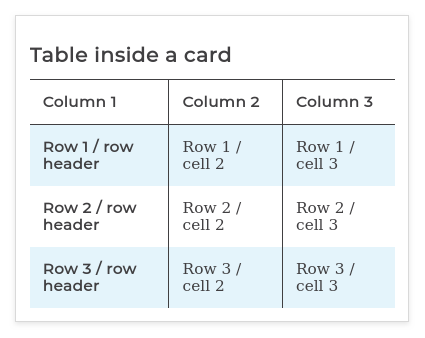 Table inside a card
Column 1 Column 2 Column 3
Row 1 / row header Row 1 / cell 2 Row 1 / cell 3
Row 2 / row header Row 2 / cell 2 Row 2 / cell 3
Row 3 / row header Row 3 / cell 2 Row 3 / cell 3